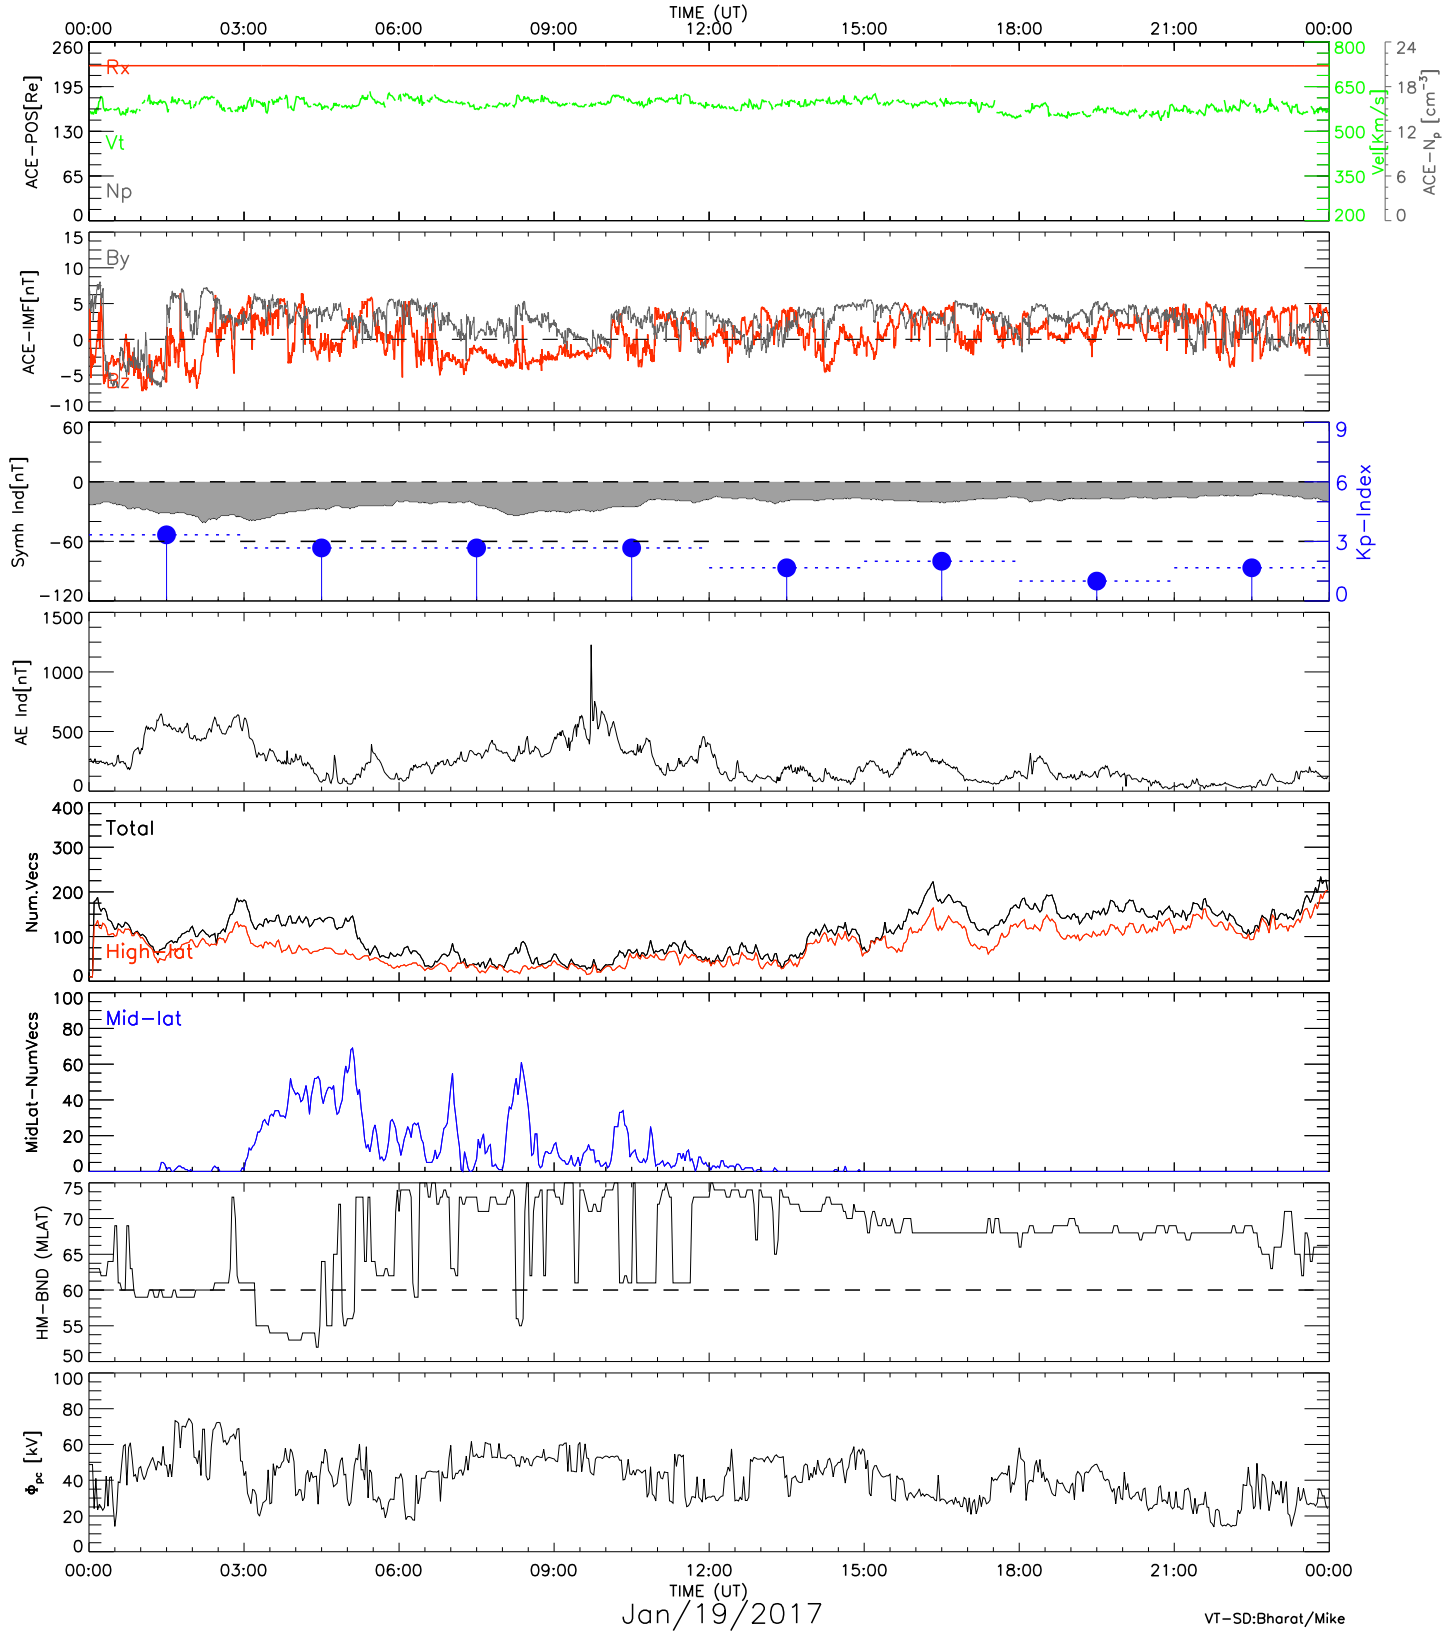 TIME (UT)
00:00 03:00 06:00 09:00 12:00 15:00 18:00 21:00 00:00
260 195 130 65 0
ACE-POS[Re]
Rx
Vt
Np
800 650 500 350 200
Vel[Km/s]
24 18 12 6 0
ACE-Np [cm⁻³]
15 10 5 0 -5 -10
ACE-IMF[nT]
By
Bz
60 0 -60 -120
Symh Ind[nT]
9 6 3 0
Kp-Index
1500 1000 500 0
AE Ind[nT]
400 300 200 100 0
Num.Vecs
Total
High-lat
100 80 60 40 20 0
MidLat-NumVecs
Mid-lat
75 70 65 60 55 50
HM-BND (MLAT)
100 80 60 40 20 0
Φpc [kV]
00:00 03:00 06:00 09:00 12:00 15:00 18:00 21:00 00:00
TIME (UT)
Jan/19/2017
VT-SD:Bharat/Mike